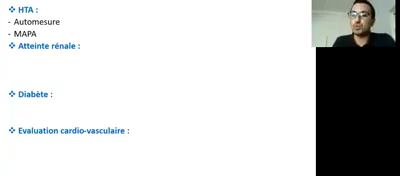 ❖ HTA :
- Automesure
- MAPA
❖ Atteinte rénale :
❖ Diabète :
❖ Evaluation cardio-vasculaire :